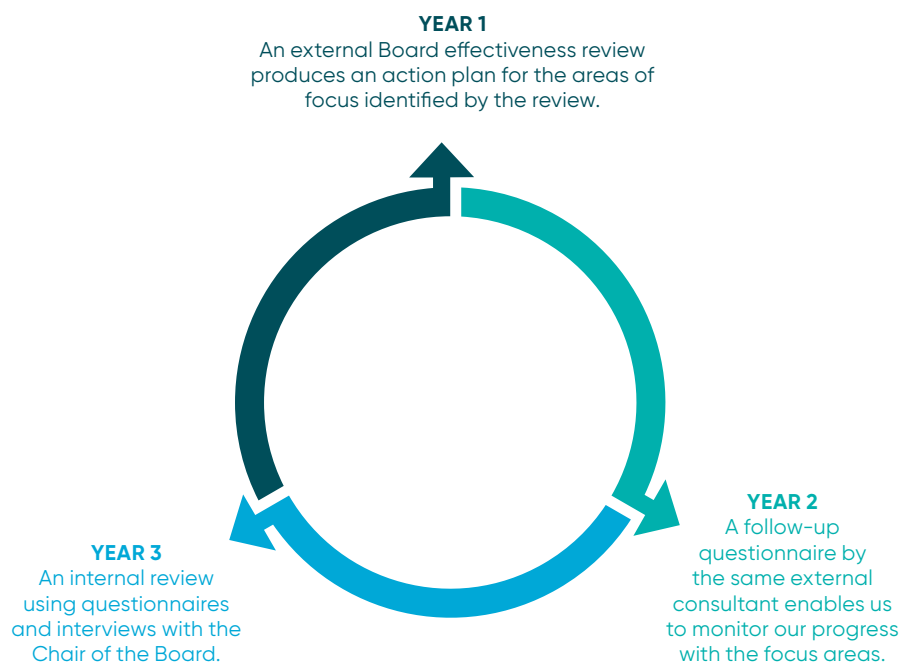 YEAR 1
An external Board effectiveness review
produces an action plan for the areas of
focus identified by the review.
YEAR 2
A follow-up
questionnaire by
the same external
consultant enables us
to monitor our progress
with the focus areas.
YEAR 3
An internal review
using questionnaires
and interviews with the
Chair of the Board.